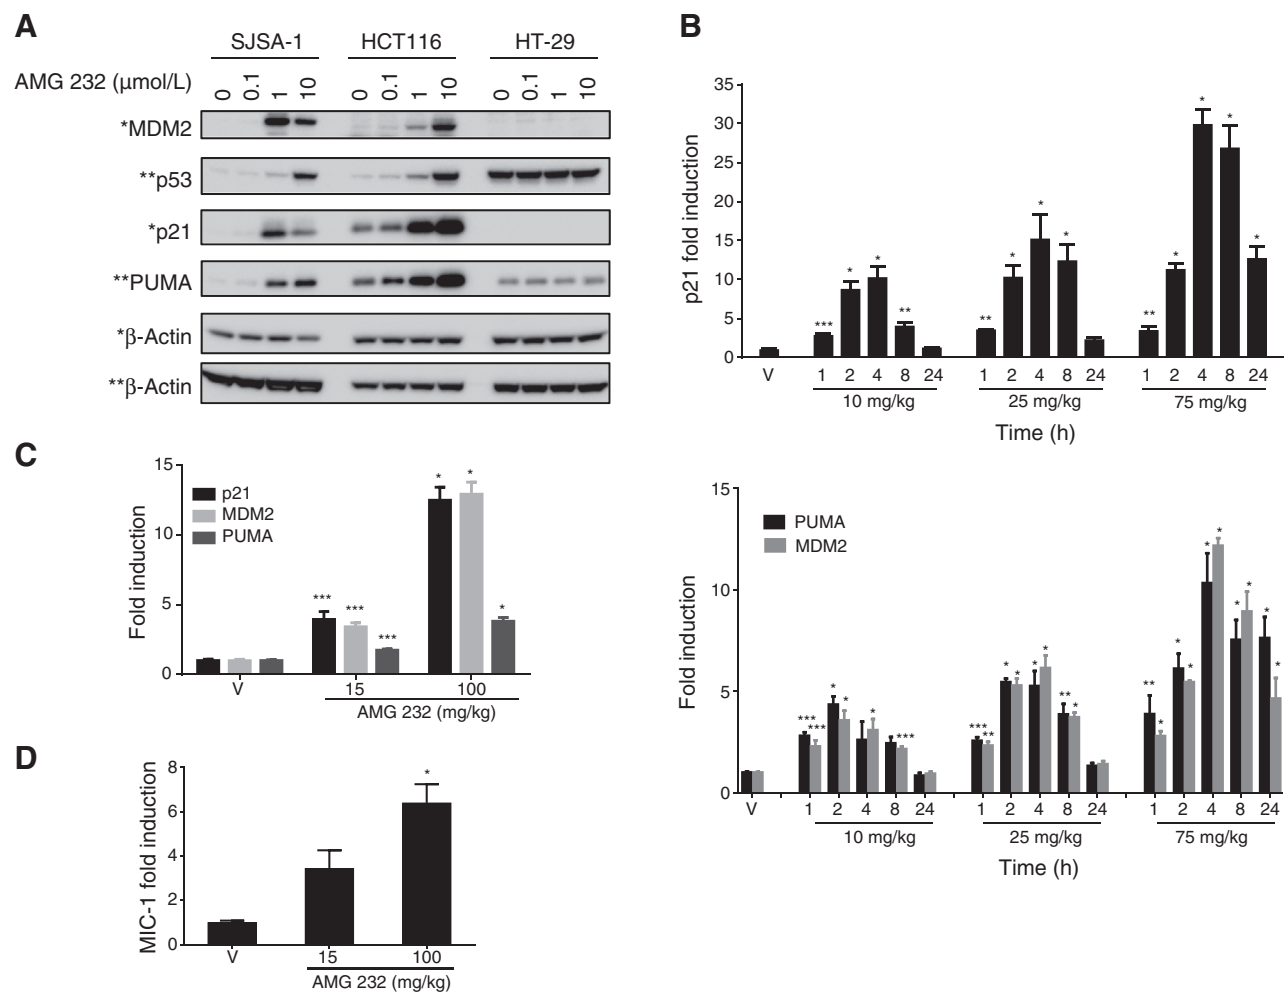 A
SJSA-1 HCT116 HT-29
AMG 232 (μmol/L) 0 0.1 1 10 0 0.1 1 10 0 0.1 1 10
*MDM2
**p53
*p21
**PUMA
*β-Actin
**β-Actin
B
p21 fold induction
35
30
25
20
15
10
5
0
*** * * ** ** * * * ** * * * *
V 1 2 4 8 24 1 2 4 8 24 1 2 4 8 24
10 mg/kg 25 mg/kg 75 mg/kg
Time (h)
Fold induction
15
10
5
0
PUMA
MDM2
*** *** * * * *** *** ** * * * ** * ** * * * * * * * * *
V 1 2 4 8 24 1 2 4 8 24 1 2 4 8 24
10 mg/kg 25 mg/kg 75 mg/kg
Time (h)
C
Fold induction
15
10
5
0
p21
MDM2
PUMA
*** *** *** * * *
V 15 100
AMG 232 (mg/kg)
D
MIC-1 fold induction
8
6
4
2
0
*
V 15 100
AMG 232 (mg/kg)